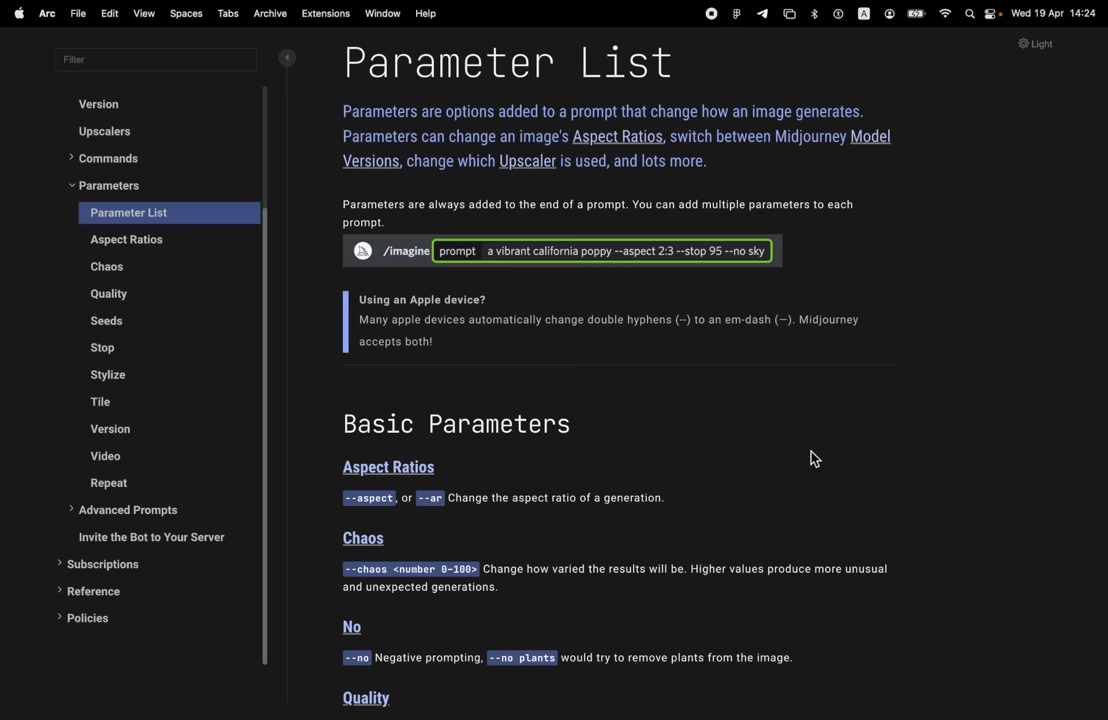 Arc File Edit View Spaces Tabs Archive Extensions Window Help A Wed 19 Apr 14:24
Filter
Version
Upscalers
Commands
Parameters
Parameter List
Aspect Ratios
Chaos
Quality
Seeds
Stop
Stylize
Tile
Version
Video
Repeat
Advanced Prompts
Invite the Bot to Your Server
Subscriptions
Reference
Policies
Light
Parameter List
Parameters are options added to a prompt that change how an image generates.
Parameters can change an image's Aspect Ratios, switch between Midjourney Model
Versions, change which Upscaler is used, and lots more.
Parameters are always added to the end of a prompt. You can add multiple parameters to each
prompt.
/imagine prompt a vibrant california poppy --aspect 2:3 --stop 95 --no sky
Using an Apple device?
Many apple devices automatically change double hyphens (--) to an em-dash (—). Midjourney
accepts both!
Basic Parameters
Aspect Ratios
--aspect, or --ar Change the aspect ratio of a generation.
Chaos
--chaos <number 0–100> Change how varied the results will be. Higher values produce more unusual
and unexpected generations.
No
--no Negative prompting, --no plants would try to remove plants from the image.
Quality